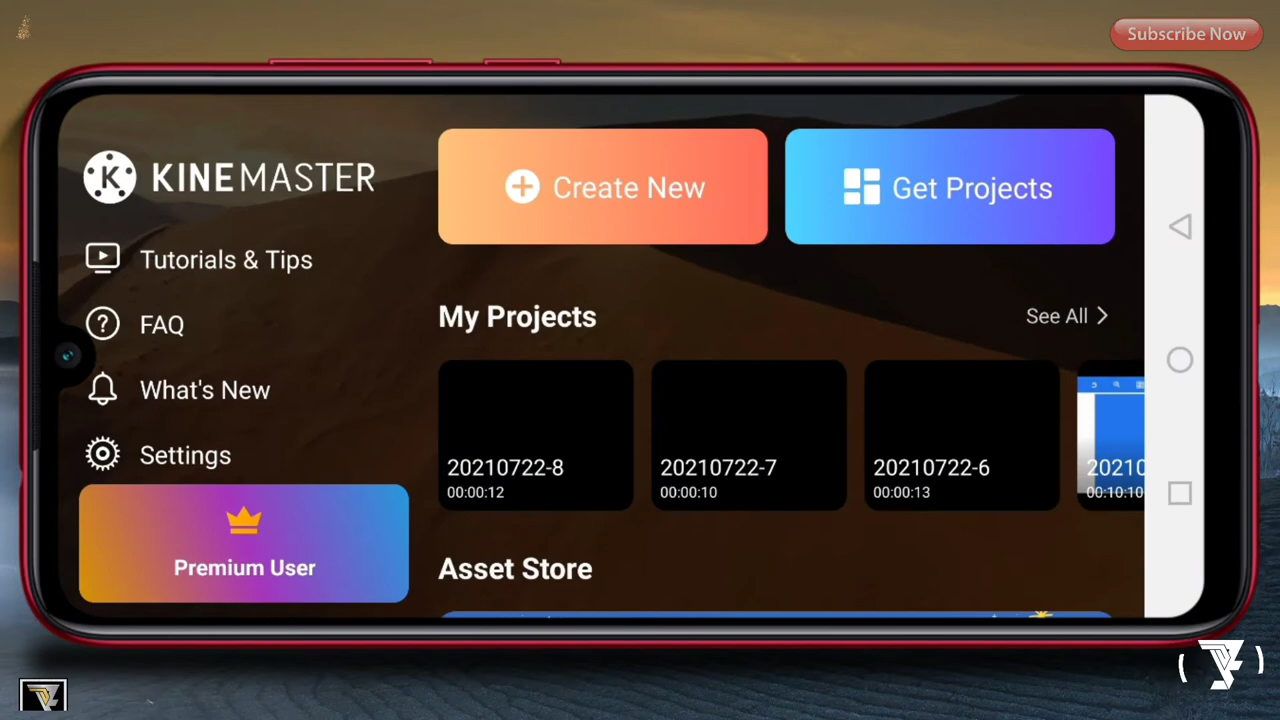 Subscribe Now
KINEMASTER
Tutorials & Tips
FAQ
What's New
Settings
Premium User
Create New
Get Projects
My Projects
See All
20210722-8
00:00:12
20210722-7
00:00:10
20210722-6
00:00:13
20210
00:10:10
Asset Store